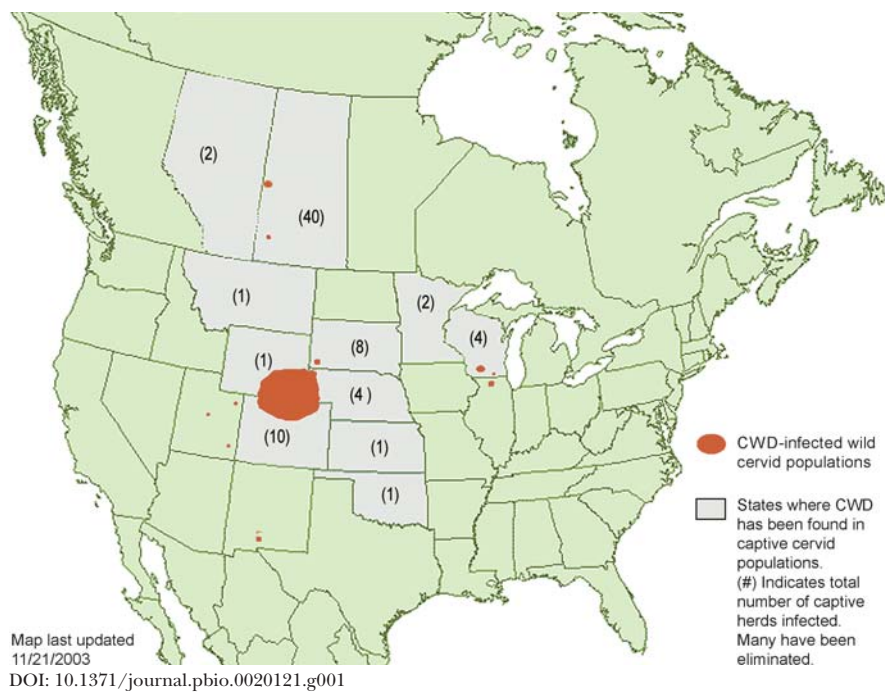 (2)
(40)
(1)
(2)
(4)
(1)
(8)
(4 )
(10)
(1)
(1)
CWD-infected wild
cervid populations
States where CWD
has been found in
captive cervid
populations.
(#) Indicates total
number of captive
herds infected.
Many have been
eliminated.
Map last updated
11/21/2003
DOI: 10.1371/journal.pbio.0020121.g001